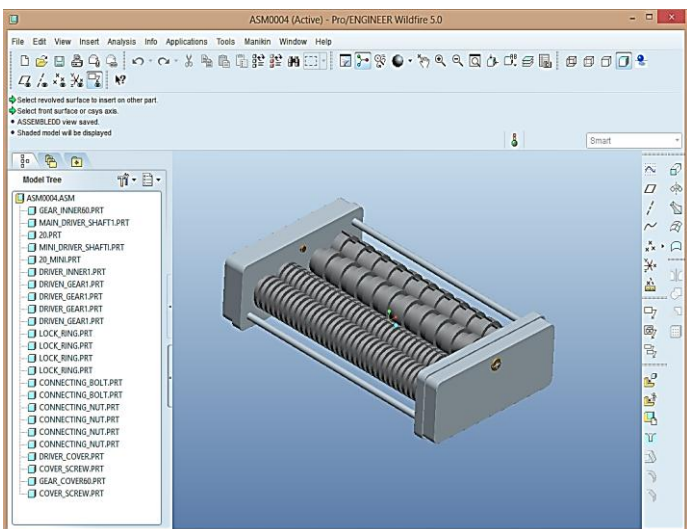 ASM0004 (Active) - Pro/ENGINEER Wildfire 5.0
File Edit View Insert Analysis Info Applications Tools Manikin Window Help
Select revolved surface to insert on other part.
Select front surface or cays axis.
ASSEMBLEDD view saved.
Shaded model will be displayed
Smart
Model Tree
ASM0004.ASM
GEAR_INNER60.PRT
MAIN_DRIVER_SHAFT1.PRT
20.PRT
MINI_DRIVER_SHAFTI.PRT
20_MINI.PRT
DRIVER_INNER1.PRT
DRIVEN_GEAR1.PRT
DRIVER_GEAR1.PRT
DRIVER_GEAR1.PRT
DRIVEN_GEAR1.PRT
LOCK_RING.PRT
LOCK_RING.PRT
LOCK_RING.PRT
LOCK_RING.PRT
CONNECTING_BOLT.PRT
CONNECTING_BOLT.PRT
CONNECTING_NUT.PRT
CONNECTING_NUT.PRT
CONNECTING_NUT.PRT
CONNECTING_NUT.PRT
DRIVER_COVER.PRT
COVER_SCREW.PRT
GEAR_COVER60.PRT
COVER_SCREW.PRT